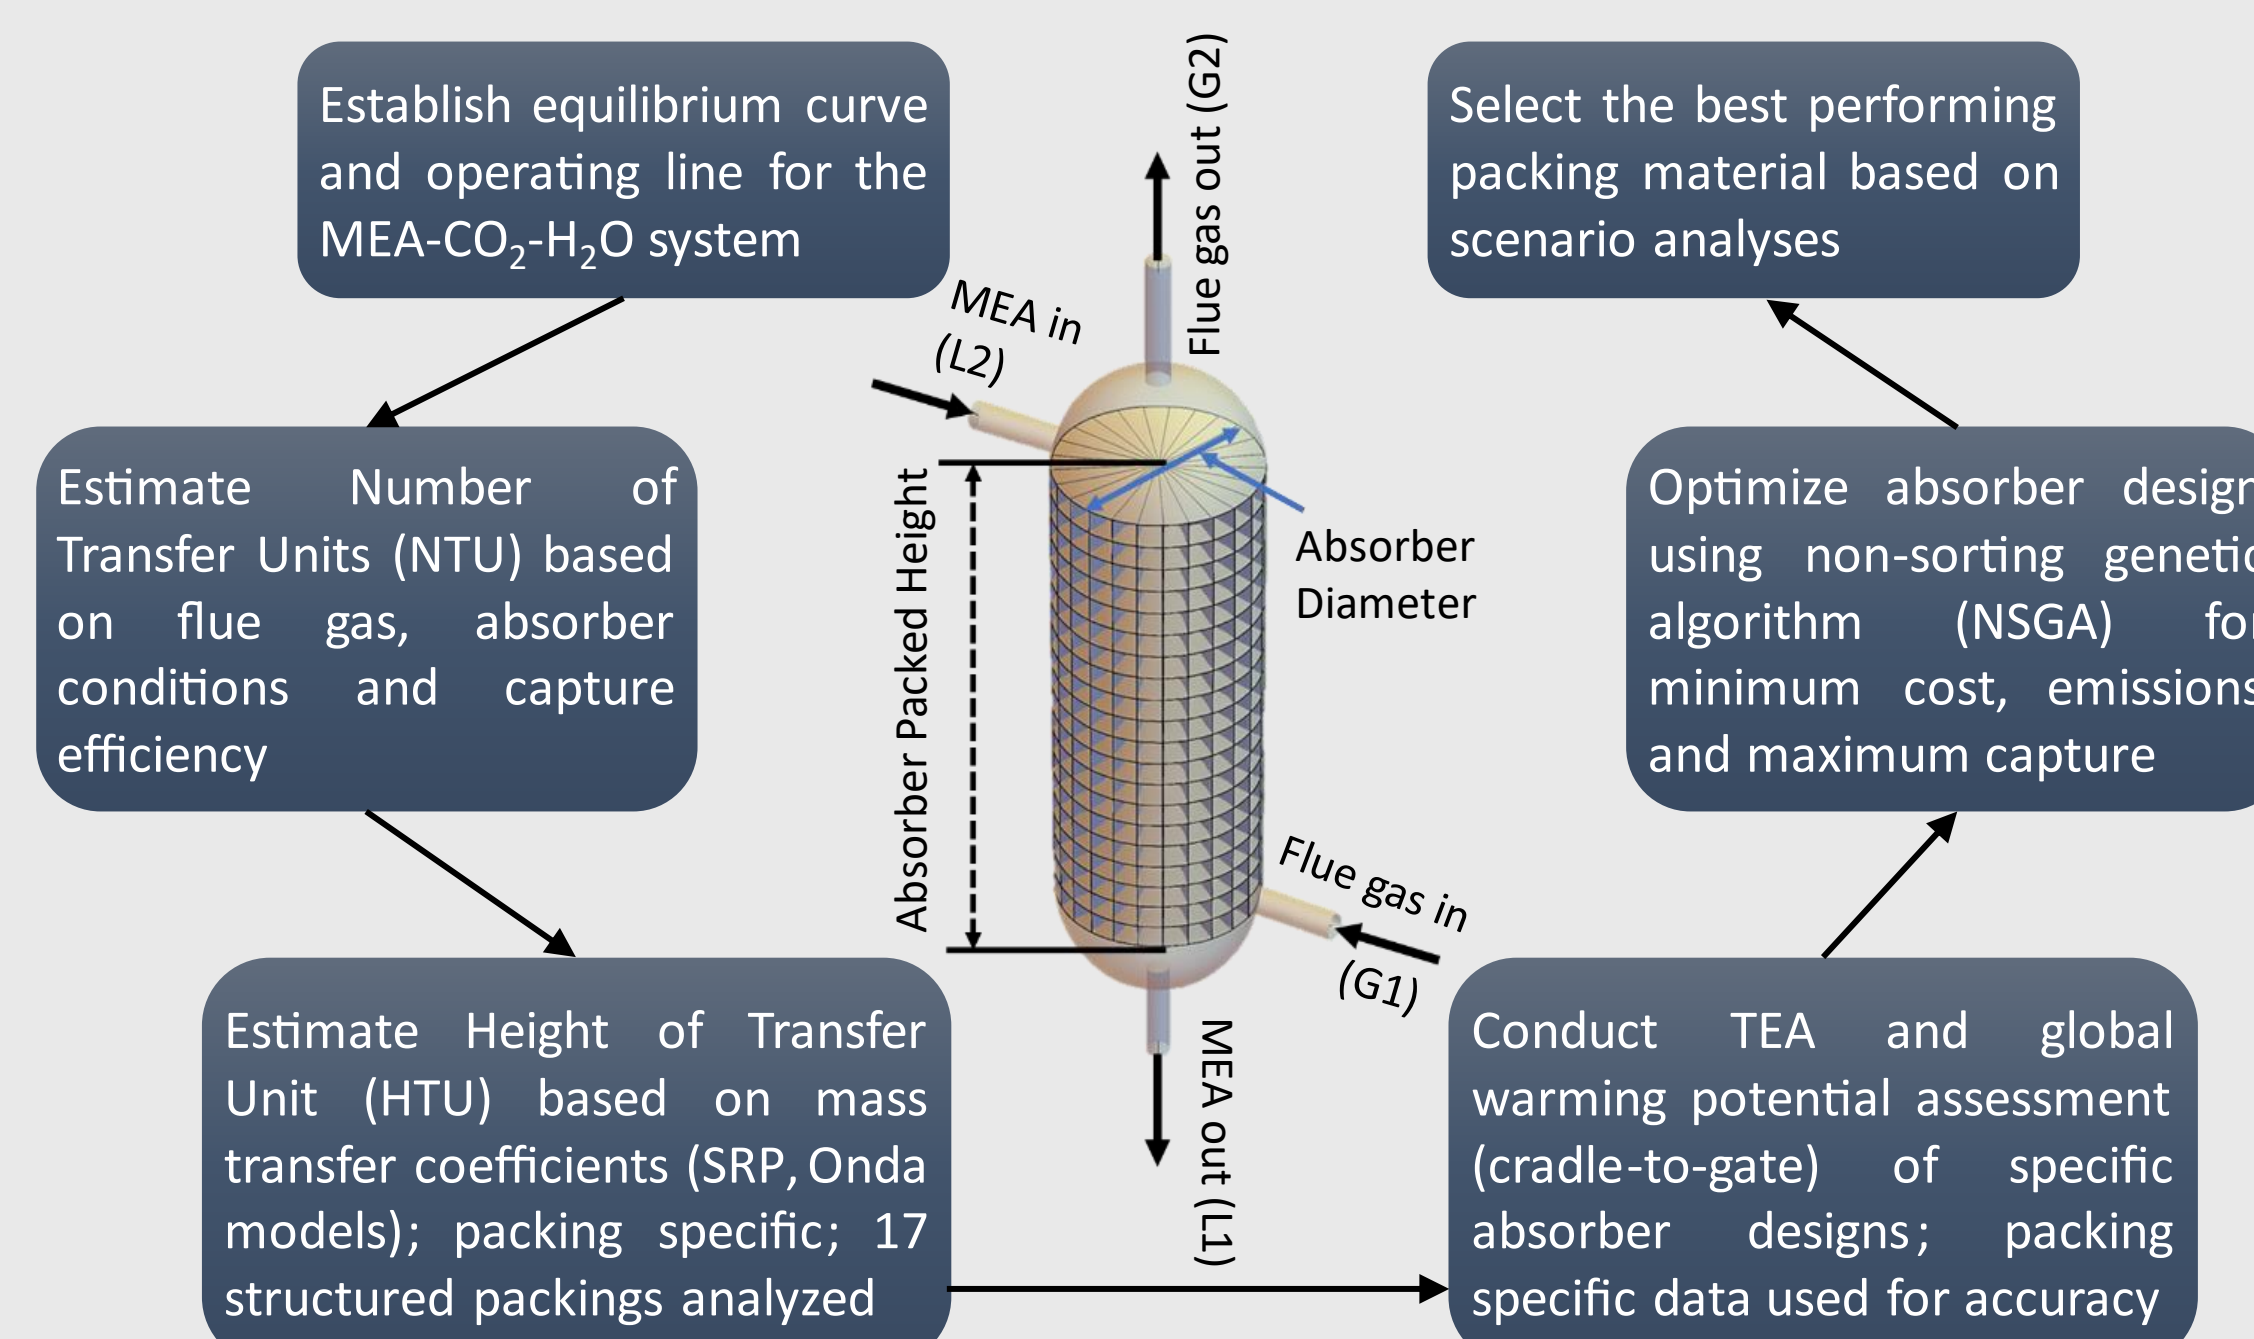 Establish equilibrium curve
and operating line for the
MEA-CO₂-H₂O system
Estimate Number of
Transfer Units (NTU) based
on flue gas, absorber
conditions and capture
efficiency
Estimate Height of Transfer
Unit (HTU) based on mass
transfer coefficients (SRP, Onda
models); packing specific; 17
structured packings analyzed
Flue gas out (G2)
MEA in
(L2)
Absorber Packed Height
Absorber
Diameter
Flue gas in
(G1)
MEA out (L1)
Conduct TEA and global
warming potential assessment
(cradle-to-gate) of specific
absorber designs; packing
specific data used for accuracy
Optimize absorber design
using non-sorting genetic
algorithm (NSGA) for
minimum cost, emissions
and maximum capture
Select the best performing
packing material based on
scenario analyses